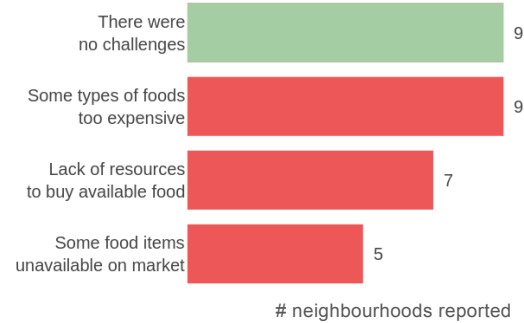 There were
no challenges
9
Some types of foods
too expensive
9
Lack of resources
to buy available food
7
Some food items
unavailable on market
5
# neighbourhoods reported